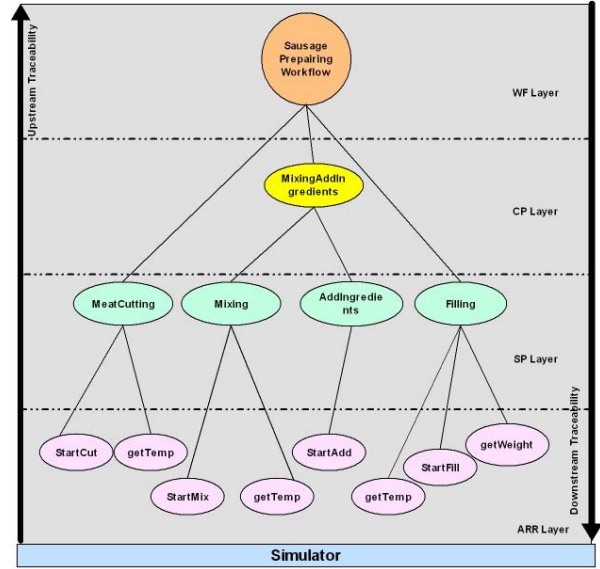 Upstream Traceability
Sausage
Prepairing
Workflow
WF Layer
MixingAddIn
gredients
CP Layer
MeatCutting
Mixing
AddIngredie
nts
Filling
SP Layer
Downstream Traceability
StartCut
getTemp
StartMix
getTemp
StartAdd
getTemp
StartFill
getWeight
ARR Layer
Simulator